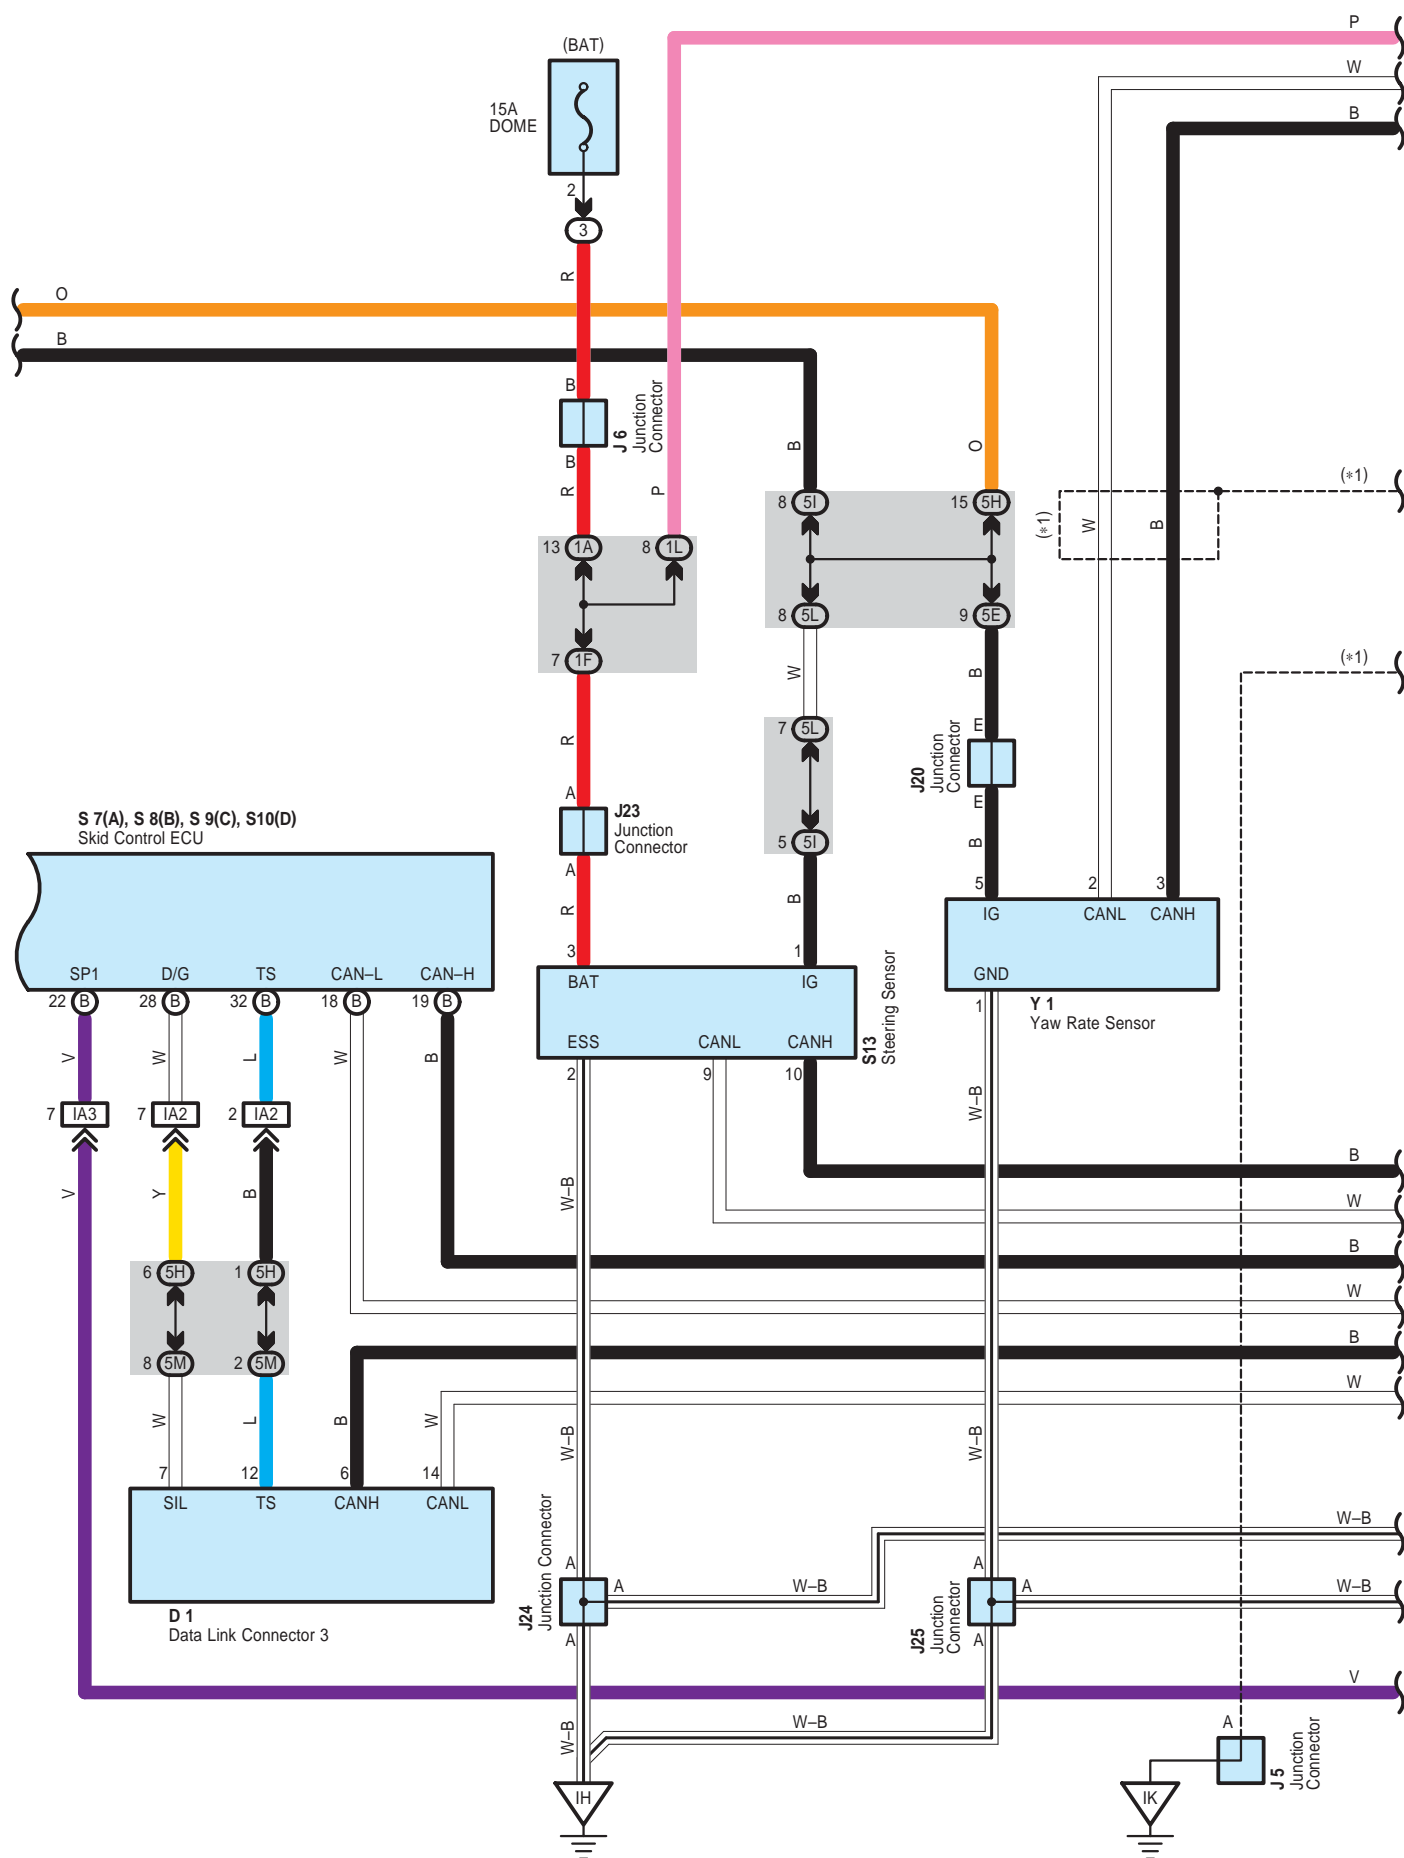 P
(BAT)
W
15A
DOME
B
2
3
R
O
B
B
J 6
Junction
Connector
B
R
P
B
O
(∗1)
8 5I
15 5H
(∗1)
W
B
13 1A
8 1L
8 5L
9 5E
7 1F
W
B
(∗1)
R
7 5L
E
J20
Junction
Connector
A
J23
Junction
Connector
E
S 7(A), S 8(B), S 9(C), S10(D)
Skid Control ECU
5 5I
B
A
R
B
5
2
3
IG
CANL
CANH
3
1
SP1
D/G
TS
CAN–L
CAN–H
BAT
IG
GND
22 B
28 B
32 B
18 B
19 B
S13
Steering Sensor
1
Y 1
Yaw Rate Sensor
ESS
CANL
CANH
V
W
L
W
B
2
9
10
7 IA3
7 IA2
2 IA2
W–B
B
V
Y
B
W–B
W
B
6 5H
1 5H
W
B
8 5M
2 5M
W
W
L
B
W
W–B
W–B
7
12
6
14
SIL
TS
CANH
CANL
W–B
J24
Junction Connector
A
A
W–B
A
A
W–B
D 1
Data Link Connector 3
A
J25
Junction
Connector
A
V
W–B
W–B
A
J 5
Junction
Connector
IH
IK